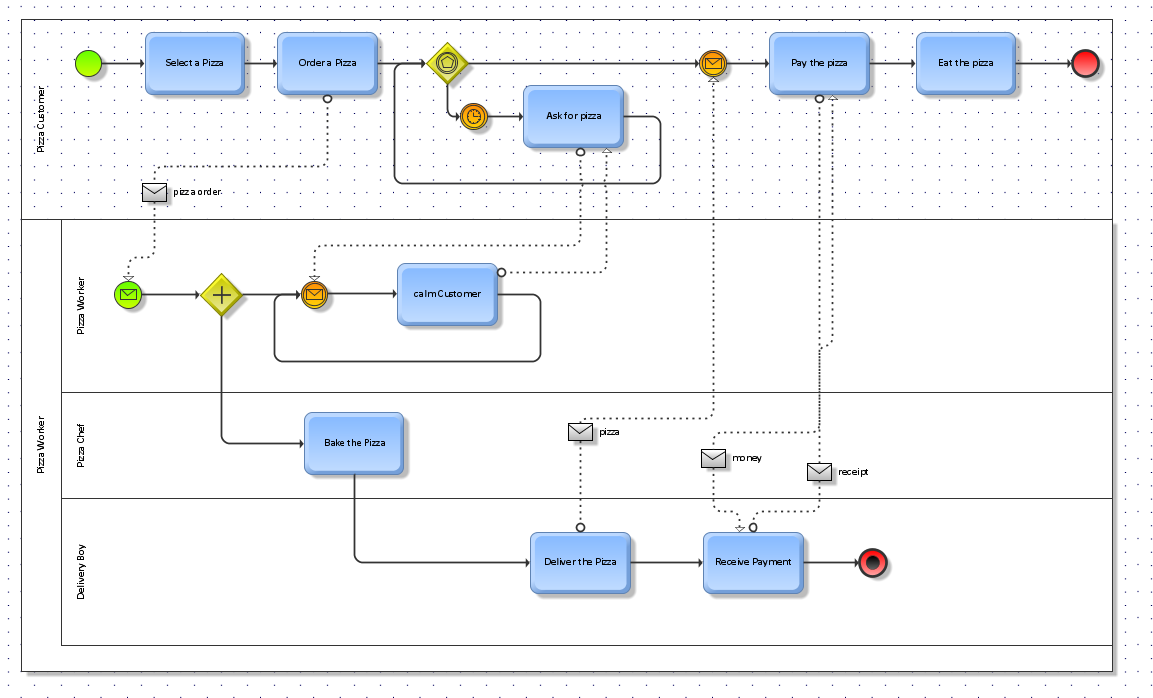 Pizza Customer
Select a Pizza
Order a Pizza
Pay the pizza
Eat the pizza
Ask for pizza
pizza order
Pizza Worker
Pizza Worker
calm Customer
Pizza Chef
Bake the Pizza
pizza
money
receipt
Delivery Boy
Deliver the Pizza
Receive Payment